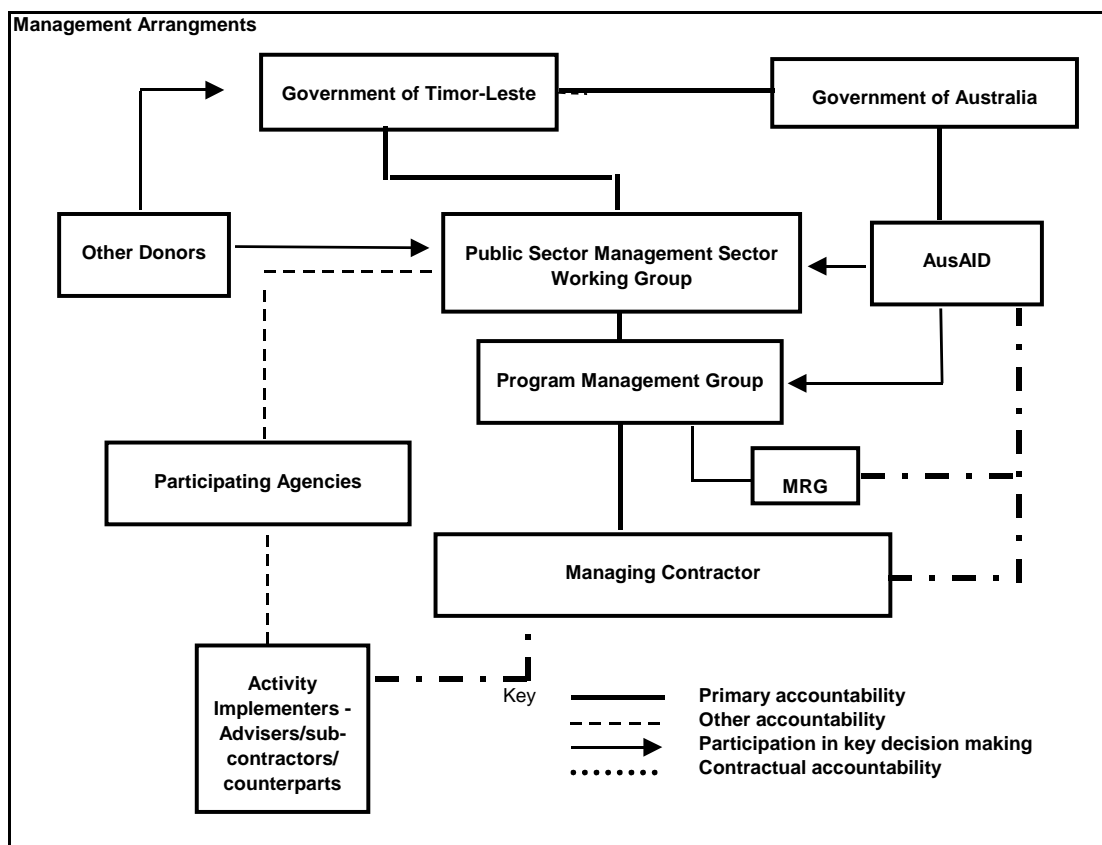 Management Arrangments
Government of Timor-Leste
Government of Australia
Other Donors
Public Sector Management Sector
Working Group
AusAID
Program Management Group
Participating Agencies
MRG
Managing Contractor
Activity
Implementers -
Advisers/sub-
contractors/
counterparts
Key
Primary accountability
Other accountability
Participation in key decision making
Contractual accountability